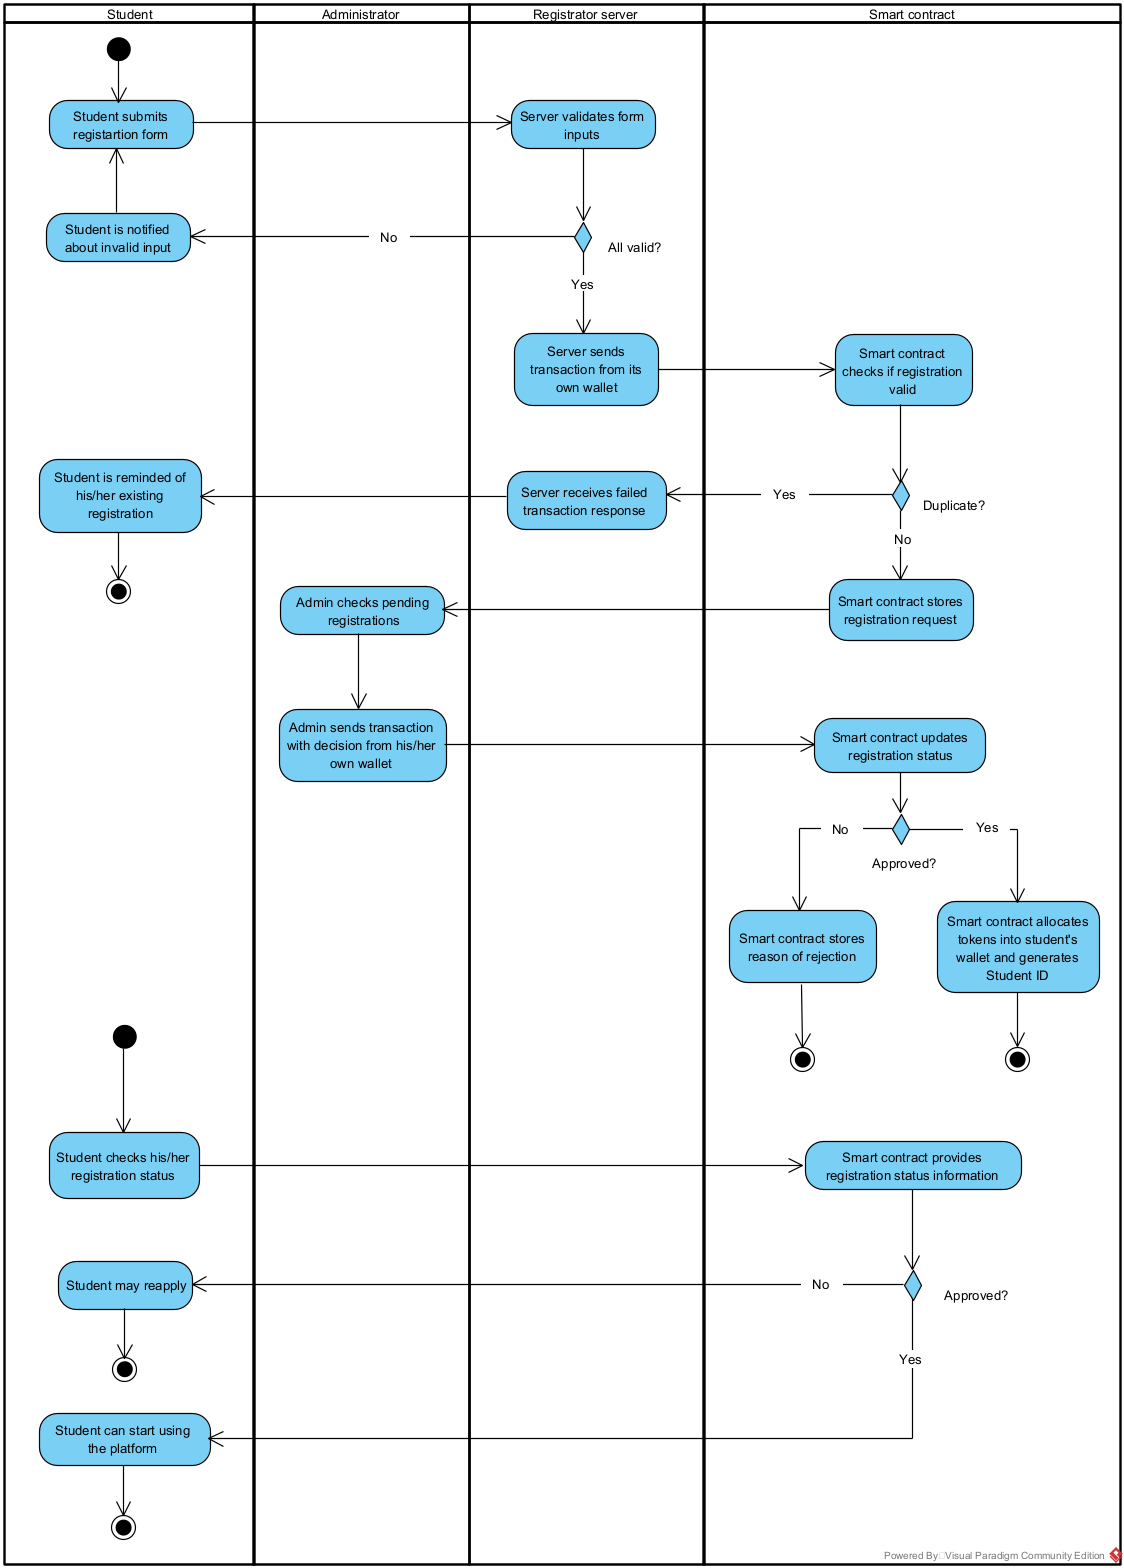 Student
Administrator
Registrator server
Smart contract
Student submits
registartion form
Server validates form
inputs
Student is notified
about invalid input
No
All valid?
Yes
Server sends
transaction from its
own wallet
Smart contract
checks if registration
valid
Student is reminded of
his/her existing
registration
Server receives failed
transaction response
Yes
Duplicate?
No
Admin checks pending
registrations
Smart contract stores
registration request
Admin sends transaction
with decision from his/her
own wallet
Smart contract updates
registration status
No
Yes
Approved?
Smart contract stores
reason of rejection
Smart contract allocates
tokens into student's
wallet and generates
Student ID
Student checks his/her
registration status
Smart contract provides
registration status information
Student may reapply
No
Approved?
Yes
Student can start using
the platform
Powered By Visual Paradigm Community Edition